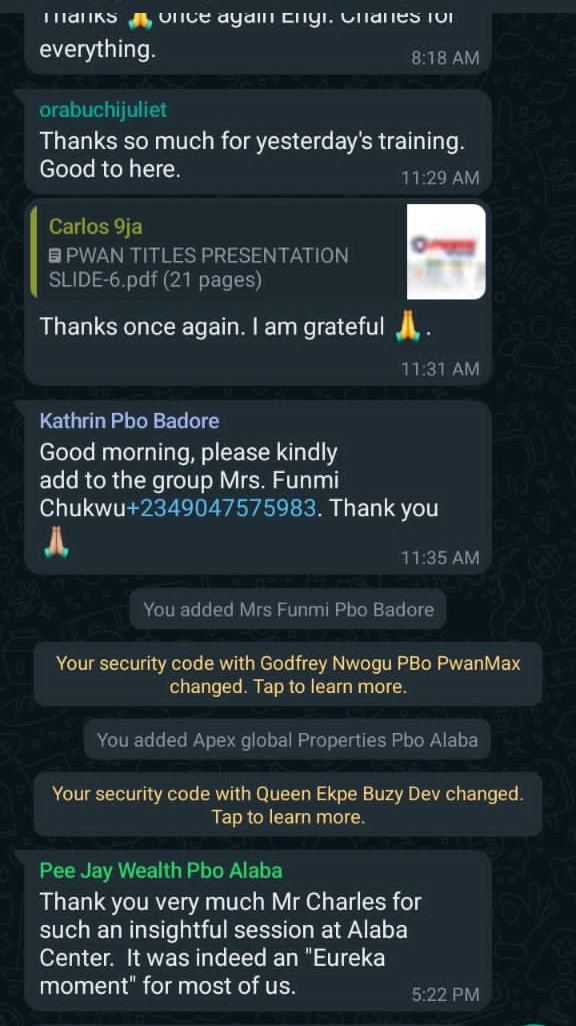 Thanks 🙏 once again Engr. Charles for
everything.
8:18 AM
orabuchijuliet
Thanks so much for yesterday's training.
Good to here.
11:29 AM
Carlos 9ja
PWAN TITLES PRESENTATION
SLIDE-6.pdf (21 pages)
Thanks once again. I am grateful 🙏.
11:31 AM
Kathrin Pbo Badore
Good morning, please kindly
add to the group Mrs. Funmi
Chukwu+2349047575983. Thank you
🙏🏼
11:35 AM
You added Mrs Funmi Pbo Badore
Your security code with Godfrey Nwogu PBo PwanMax
changed. Tap to learn more.
You added Apex global Properties Pbo Alaba
Your security code with Queen Ekpe Buzy Dev changed.
Tap to learn more.
Pee Jay Wealth Pbo Alaba
Thank you very much Mr Charles for
such an insightful session at Alaba
Center.  It was indeed an "Eureka
moment" for most of us.
5:22 PM